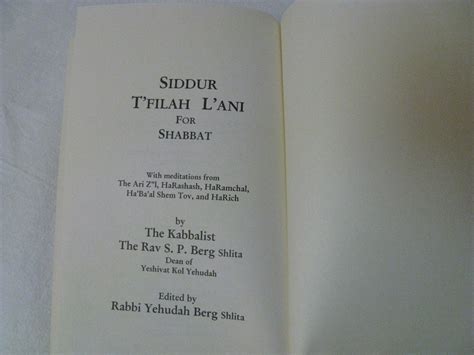 SIDDUR
T'FILAH L'ANI
FOR
SHABBAT
With meditations from
The Ari Z"l, HaRashash, HaRamchal,
Ha'Ba'al Shem Tov, and HaRich
by
The Kabbalist
The Rav S. P. Berg Shlita
Dean of
Yeshivat Kol Yehudah
Edited by
Rabbi Yehudah Berg Shlita